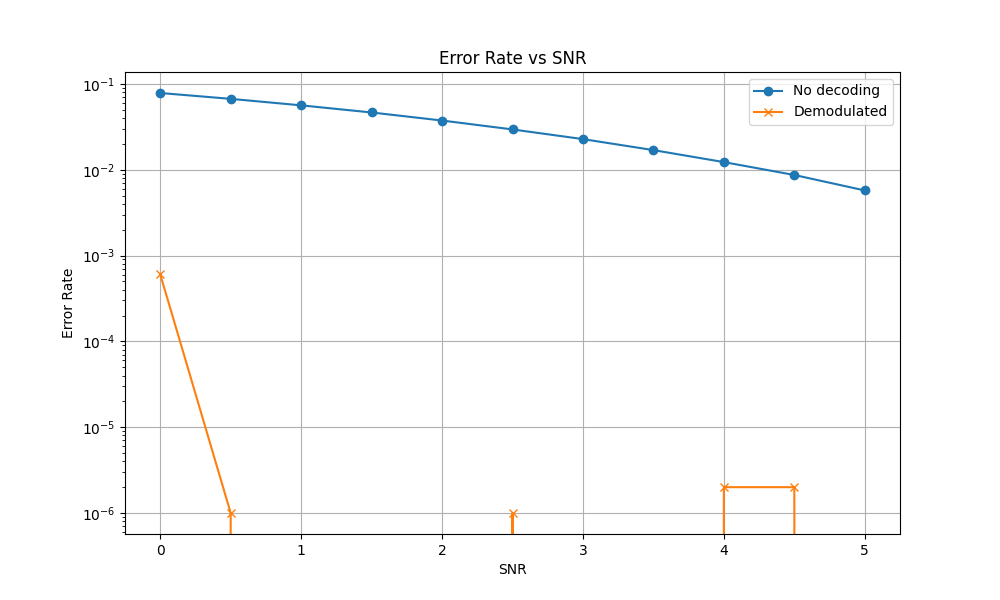 Error Rate vs SNR
No decoding
Demodulated
Error Rate
10⁻¹
10⁻²
10⁻³
10⁻⁴
10⁻⁵
10⁻⁶
0 1 2 3 4 5
SNR